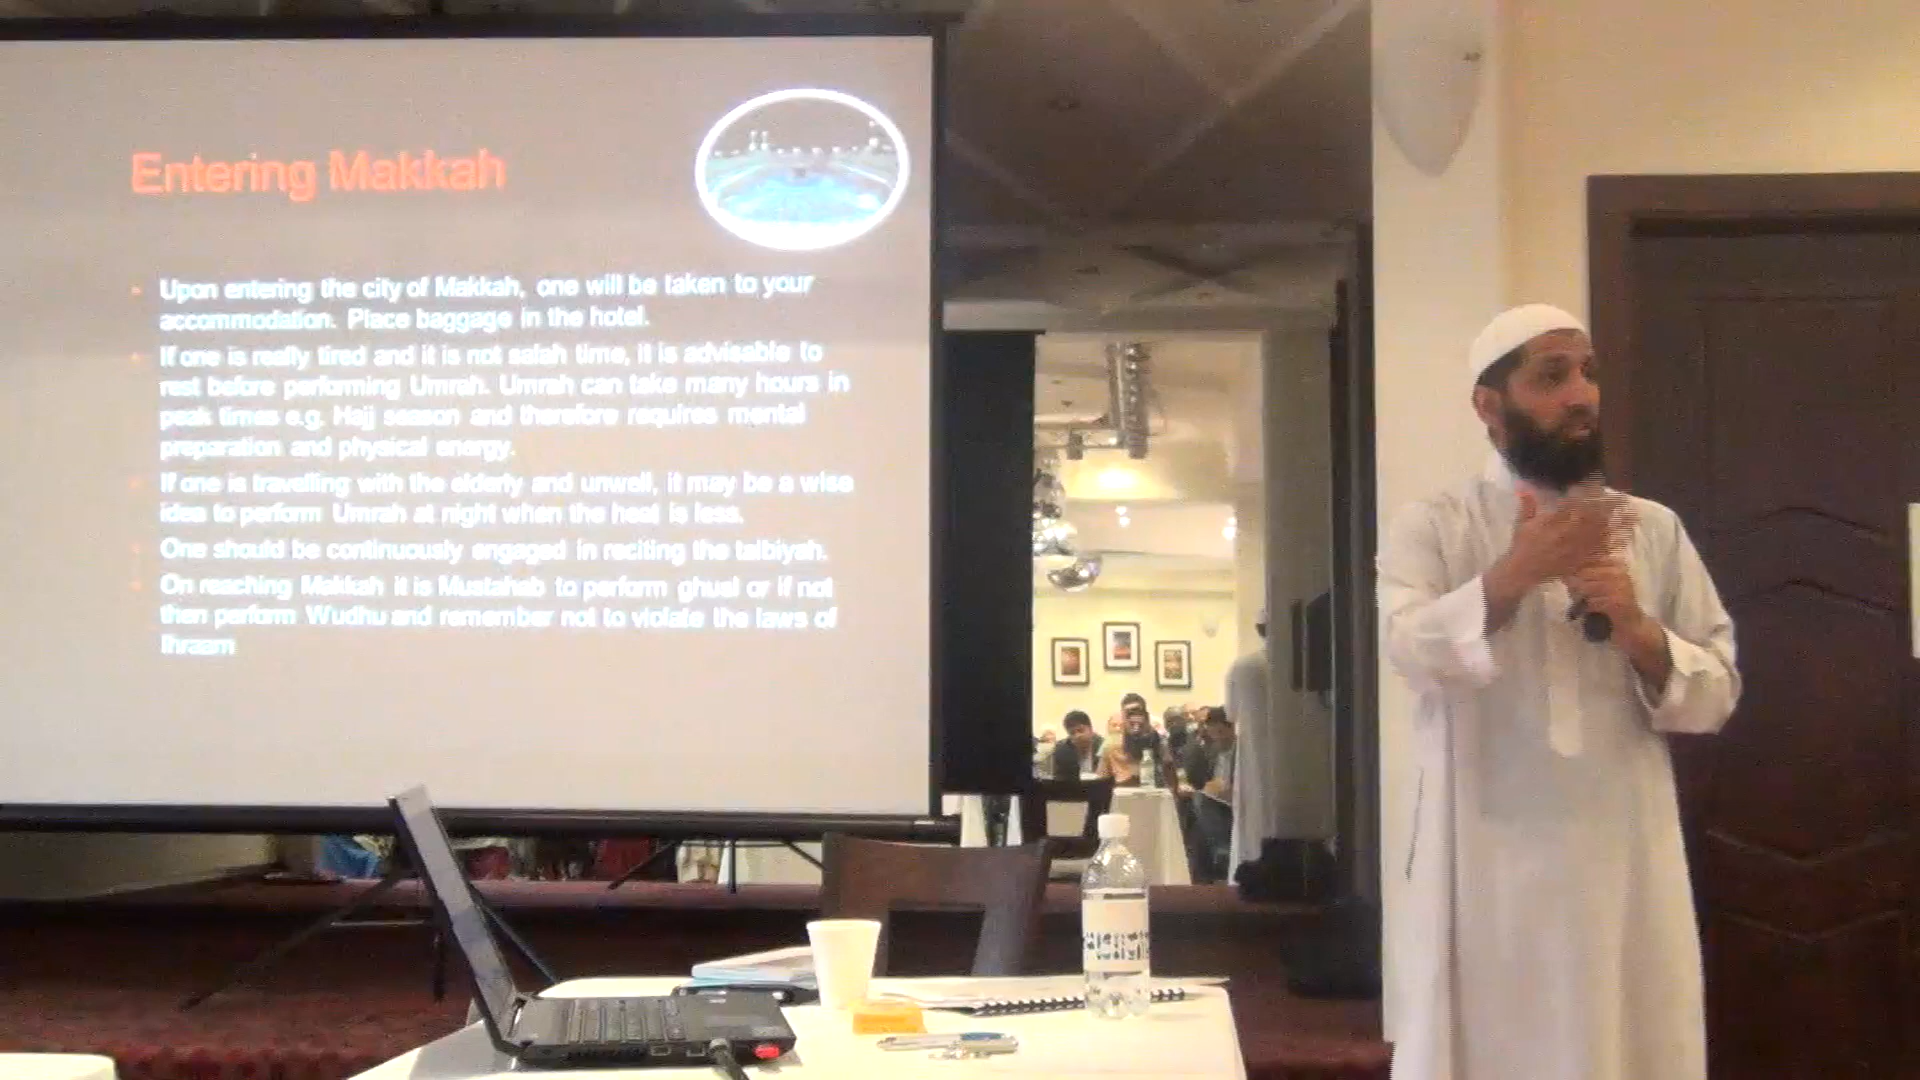 Entering Makkah
Upon entering the city of Makkah, one will be taken to your
accommodation. Place baggage in the hotel.
If one is really tired and it is not salah time, it is advisable to
rest before performing Umrah. Umrah can take many hours in
peak times e.g. Hajj season and therefore requires mental
preparation and physical energy.
If one is travelling with the elderly and unwell, it may be a wise
idea to perform Umrah at night when the heat is less.
One should be continuously engaged in reciting the talbiyah.
On reaching Makkah it is Mustahab to perform ghusl or if not
then perform Wudhu and remember not to violate the laws of
Ihraam